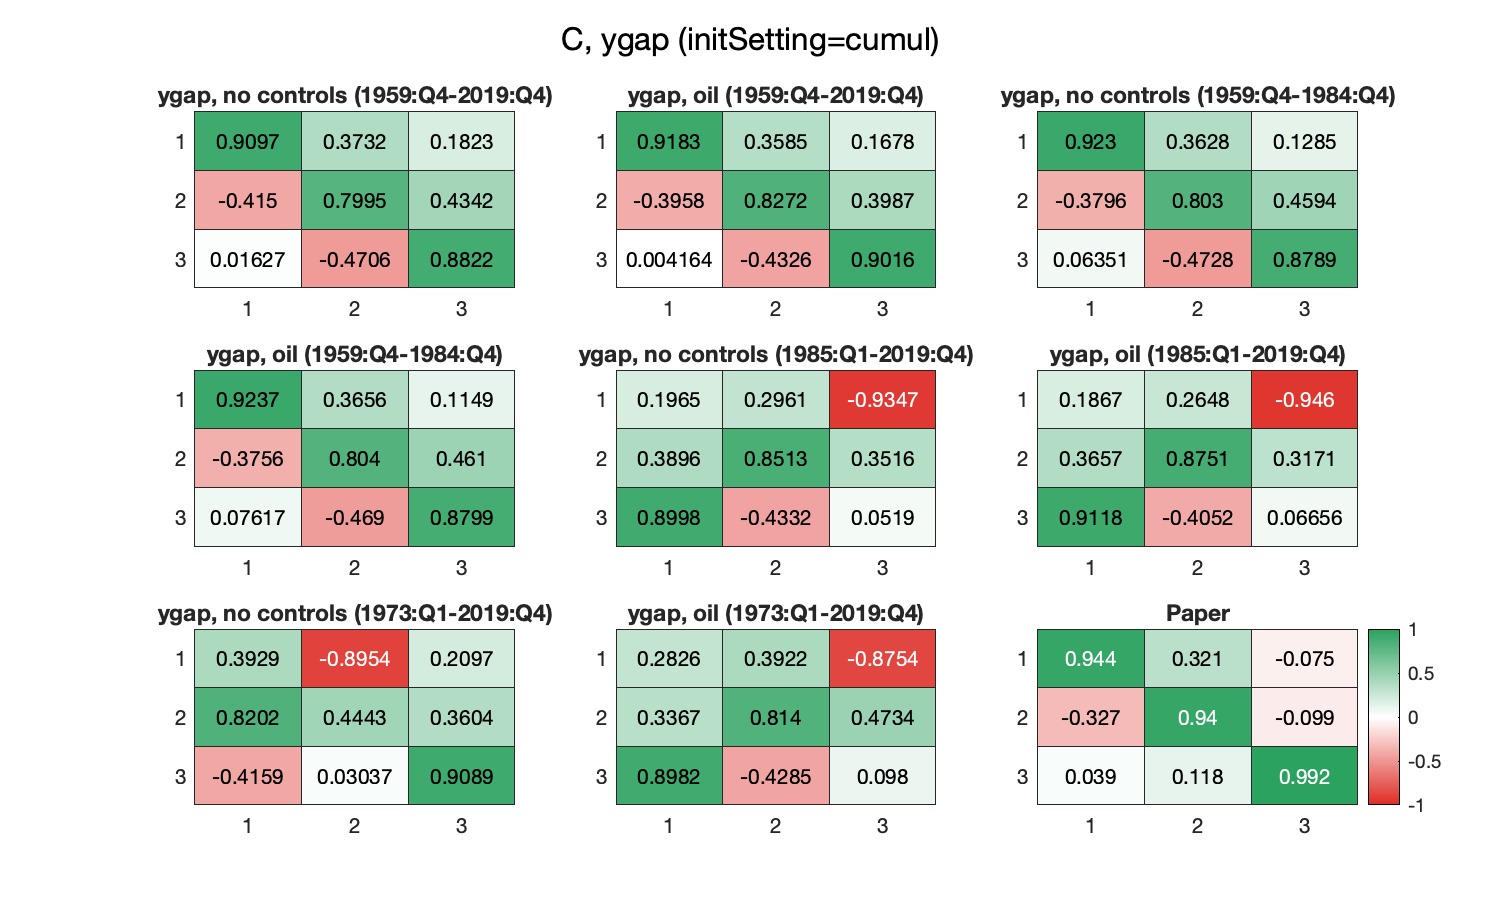 C, ygap (initSetting=cumul)
ygap, no controls (1959:Q4-2019:Q4)
1 0.9097 0.3732 0.1823
2 -0.415 0.7995 0.4342
3 0.01627 -0.4706 0.8822
1 2 3
ygap, oil (1959:Q4-2019:Q4)
1 0.9183 0.3585 0.1678
2 -0.3958 0.8272 0.3987
3 0.004164 -0.4326 0.9016
1 2 3
ygap, no controls (1959:Q4-1984:Q4)
1 0.923 0.3628 0.1285
2 -0.3796 0.803 0.4594
3 0.06351 -0.4728 0.8789
1 2 3
ygap, oil (1959:Q4-1984:Q4)
1 0.9237 0.3656 0.1149
2 -0.3756 0.804 0.461
3 0.07617 -0.469 0.8799
1 2 3
ygap, no controls (1985:Q1-2019:Q4)
1 0.1965 0.2961 -0.9347
2 0.3896 0.8513 0.3516
3 0.8998 -0.4332 0.0519
1 2 3
ygap, oil (1985:Q1-2019:Q4)
1 0.1867 0.2648 -0.946
2 0.3657 0.8751 0.3171
3 0.9118 -0.4052 0.06656
1 2 3
ygap, no controls (1973:Q1-2019:Q4)
1 0.3929 -0.8954 0.2097
2 0.8202 0.4443 0.3604
3 -0.4159 0.03037 0.9089
1 2 3
ygap, oil (1973:Q1-2019:Q4)
1 0.2826 0.3922 -0.8754
2 0.3367 0.814 0.4734
3 0.8982 -0.4285 0.098
1 2 3
Paper
1 0.944 0.321 -0.075
2 -0.327 0.94 -0.099
3 0.039 0.118 0.992
1 2 3
1
0.5
0
-0.5
-1